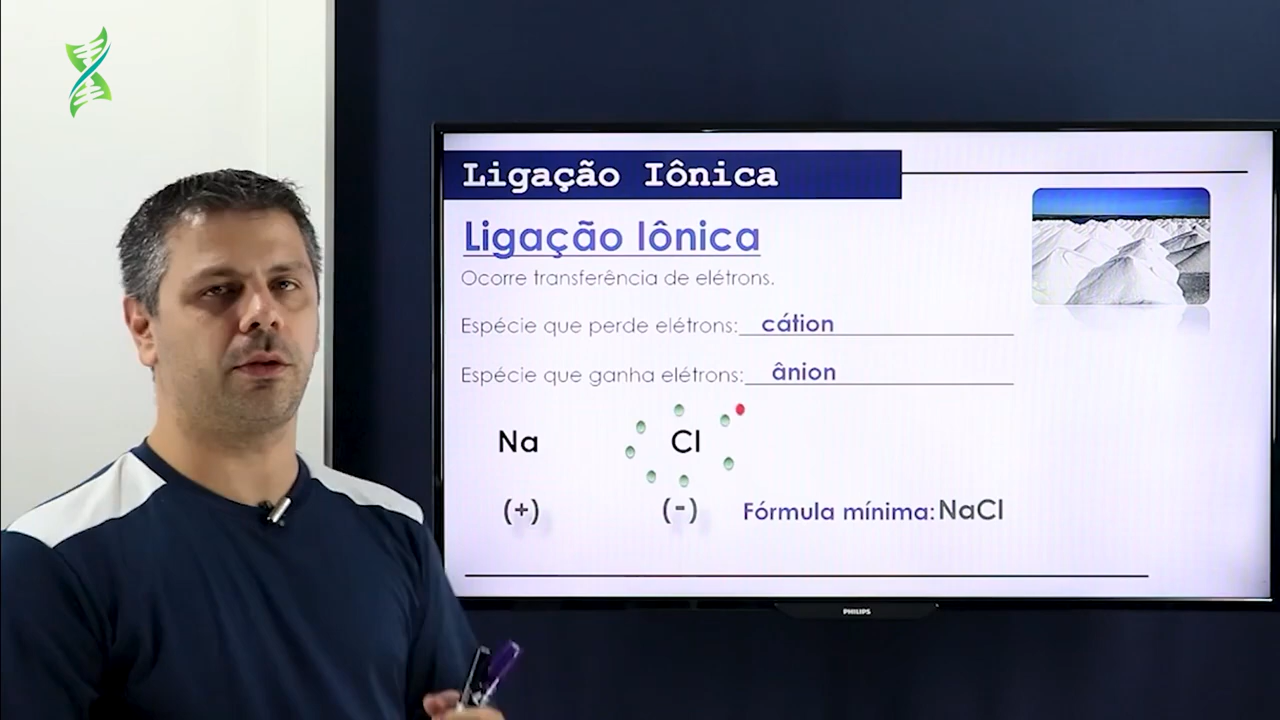 Ligação Iônica
Ligação Iônica
Ocorre transferência de elétrons.
Espécie que perde elétrons: cátion
Espécie que ganha elétrons: ânion
Na Cl
(+) (-) Fórmula mínima: NaCl
PHILIPS